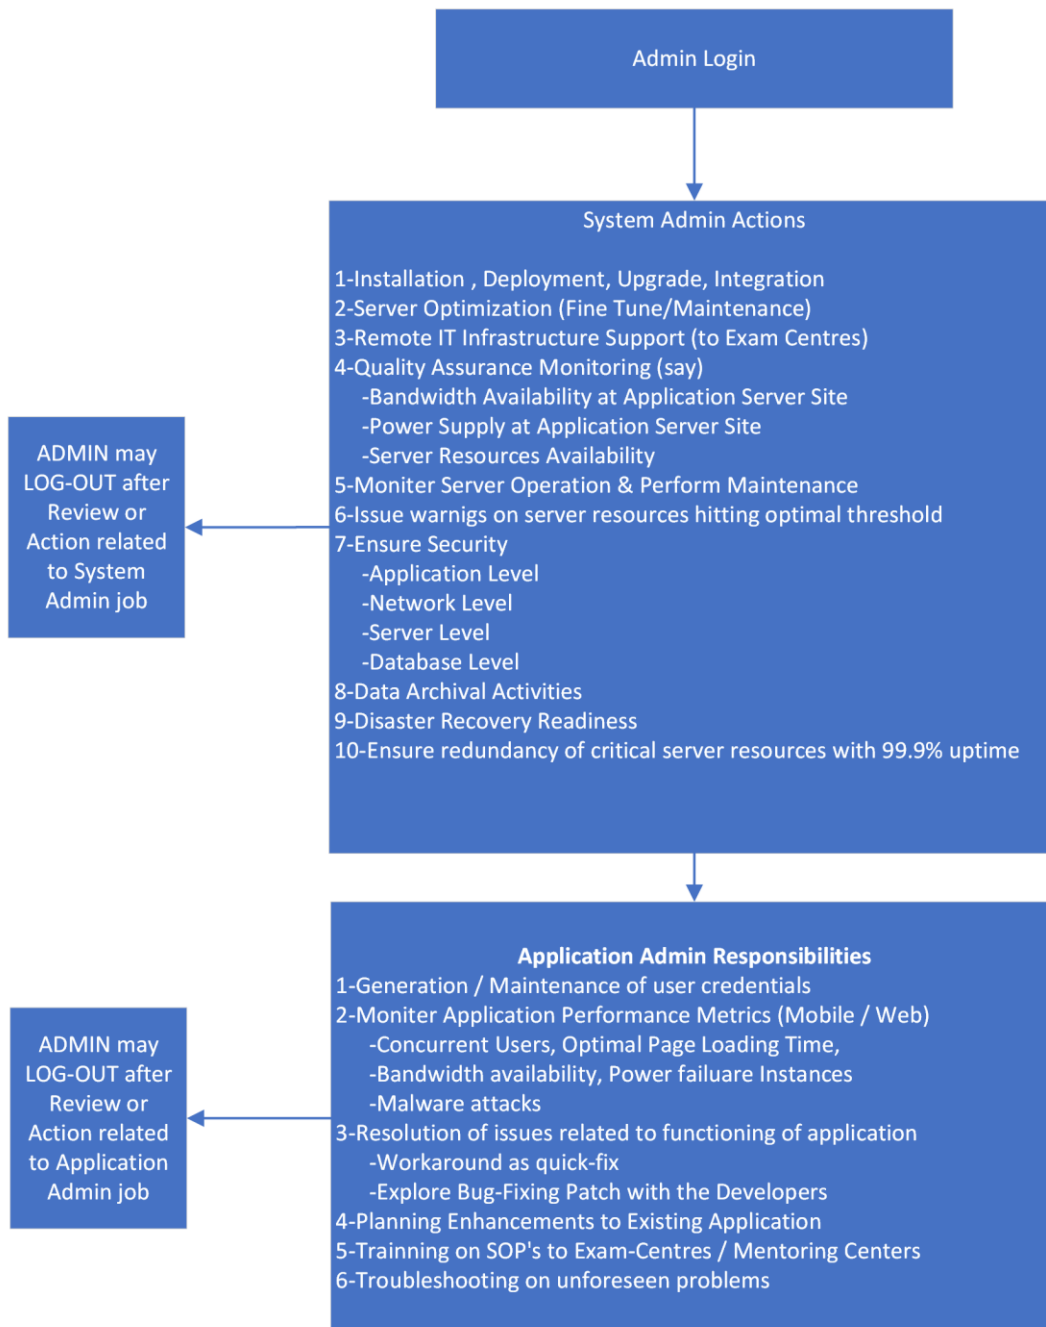 Admin Login
System Admin Actions
1-Installation , Deployment, Upgrade, Integration
2-Server Optimization (Fine Tune/Maintenance)
3-Remote IT Infrastructure Support (to Exam Centres)
4-Quality Assurance Monitoring (say)
-Bandwidth Availability at Application Server Site
-Power Supply at Application Server Site
-Server Resources Availability
5-Moniter Server Operation & Perform Maintenance
6-Issue warnigs on server resources hitting optimal threshold
7-Ensure Security
-Application Level
-Network Level
-Server Level
-Database Level
8-Data Archival Activities
9-Disaster Recovery Readiness
10-Ensure redundancy of critical server resources with 99.9% uptime
ADMIN may
LOG-OUT after
Review or
Action related
to System
Admin job
Application Admin Responsibilities
1-Generation / Maintenance of user credentials
2-Moniter Application Performance Metrics (Mobile / Web)
-Concurrent Users, Optimal Page Loading Time,
-Bandwidth availability, Power failuare Instances
-Malware attacks
3-Resolution of issues related to functioning of application
-Workaround as quick-fix
-Explore Bug-Fixing Patch with the Developers
4-Planning Enhancements to Existing Application
5-Trainning on SOP's to Exam-Centres / Mentoring Centers
6-Troubleshooting on unforeseen problems
ADMIN may
LOG-OUT after
Review or
Action related
to Application
Admin job